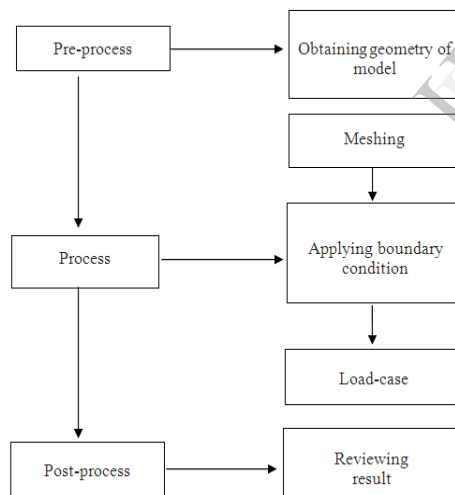 Pre-process
Obtaining geometry of
model
Meshing
Process
Applying boundary
condition
Load-case
Post-process
Reviewing
result